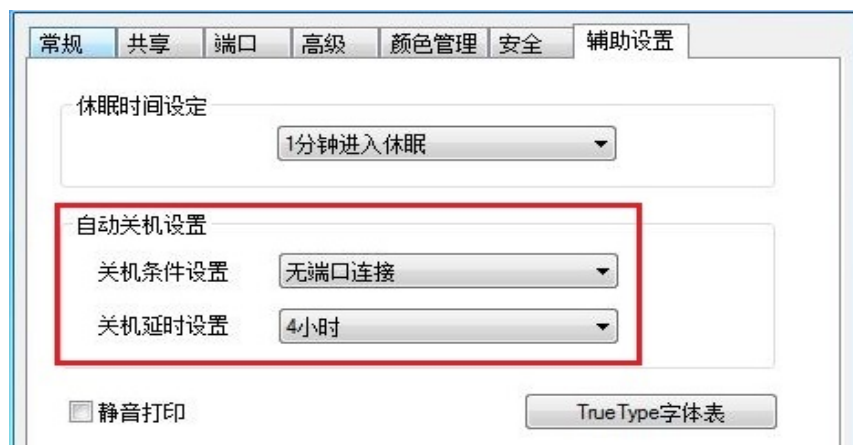 常规 共享 端口 高级 颜色管理 安全 辅助设置
休眠时间设定
1分钟进入休眠
自动关机设置
关机条件设置 无端口连接
关机延时设置 4小时
静音打印 TrueType字体表